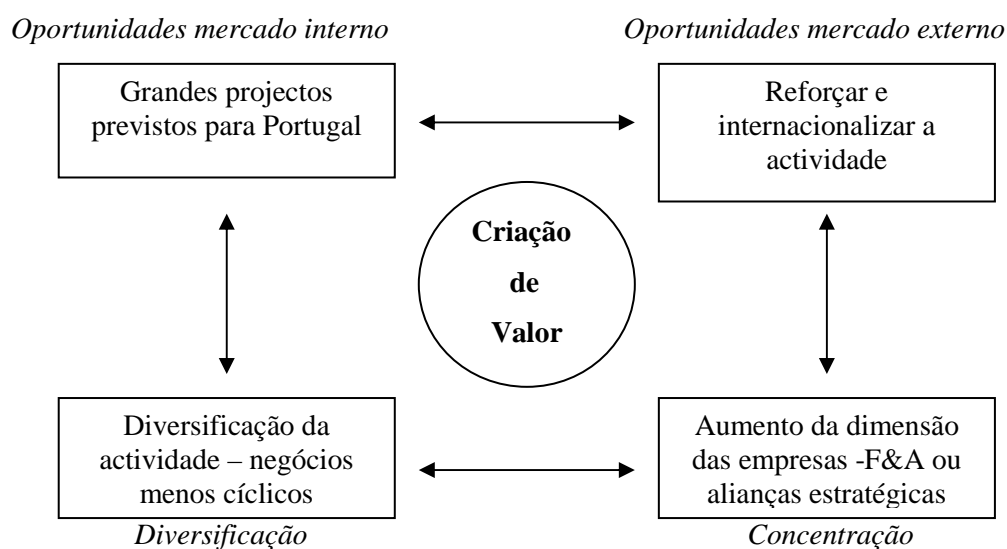 Oportunidades mercado interno
Oportunidades mercado externo
Grandes projectos
previstos para Portugal
Reforçar e
internacionalizar a
actividade
Criação
de
Valor
Diversificação da
actividade – negócios
menos cíclicos
Aumento da dimensão
das empresas -F&A ou
alianças estratégicas
Diversificação
Concentração